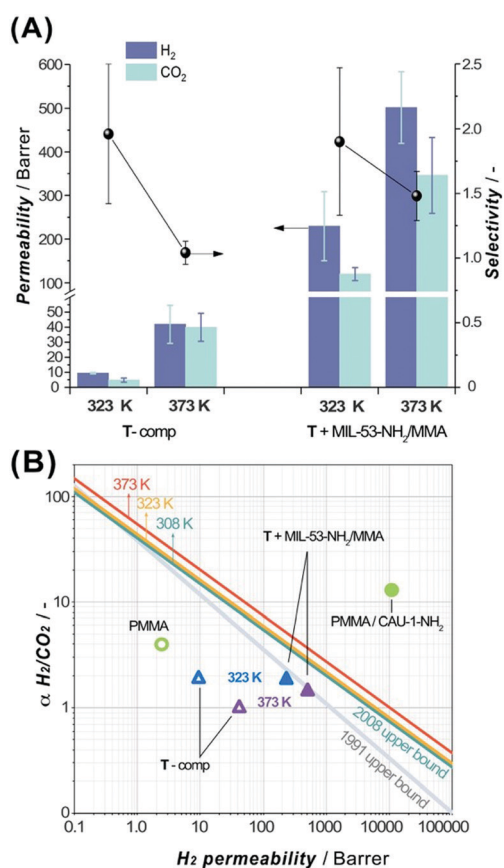 (A)
H2
CO2
600
500
400
300
200
100
50
40
30
20
10
0
Permeability / Barrer
2.5
2.0
1.5
1.0
0.5
0
Selectivity / -
323 K
373 K
323 K
373 K
T- comp
T + MIL-53-NH2/MMA
(B)
100
10
1
0
α H2/CO2 / -
373 K
323 K
308 K
T + MIL-53-NH2/MMA
PMMA
PMMA / CAU-1-NH2
323 K
373 K
T - comp
2008 upper bound
1991 upper bound
0.1
1.0
10
100
1000
10000
100000
H2 permeability / Barrer